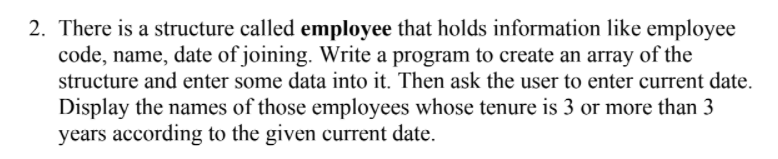 2. There is a structure called employee that holds information like employee
code, name, date of joining. Write a program to create an array of the
structure and enter some data into it. Then ask the user to enter current date.
Display the names of those employees whose tenure is 3 or more than 3
years according to the given current date.